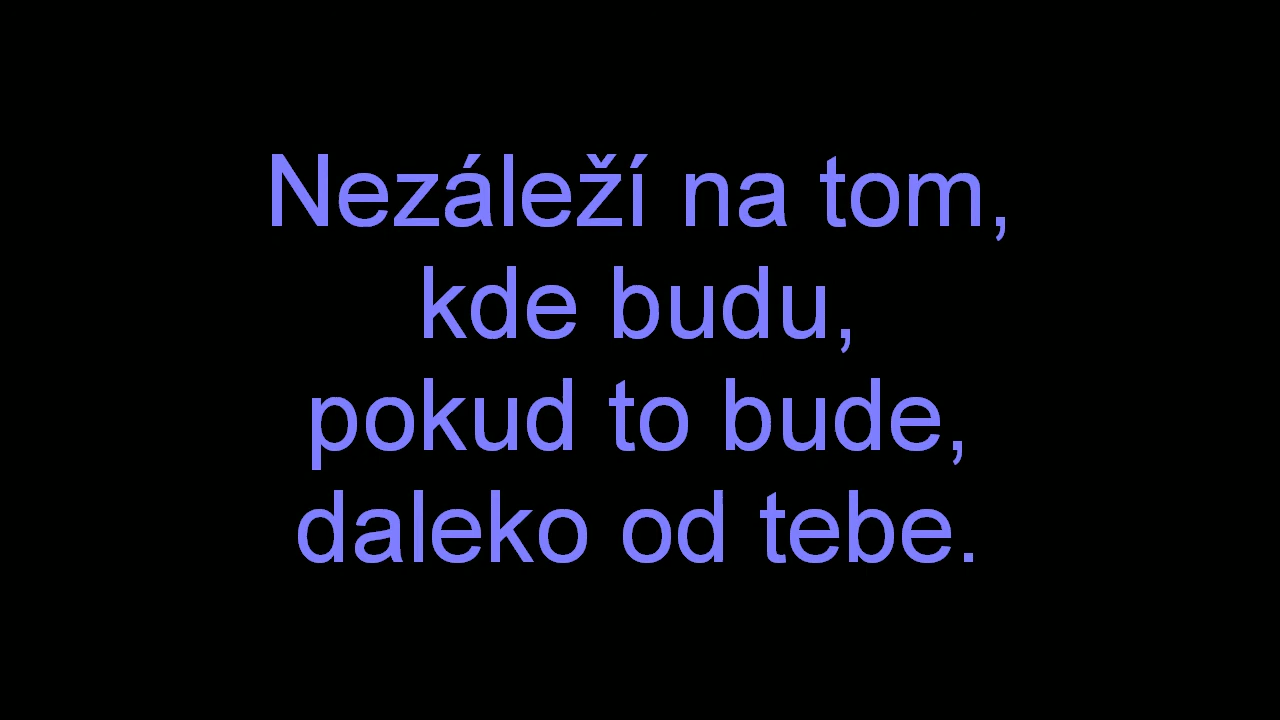 Nezáleží na tom,
kde budu,
pokud to bude,
daleko od tebe.